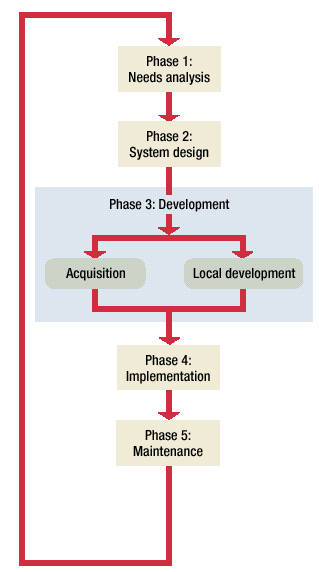 Phase 1:
Needs analysis
Phase 2:
System design
Phase 3: Development
Acquisition
Local development
Phase 4:
Implementation
Phase 5:
Maintenance